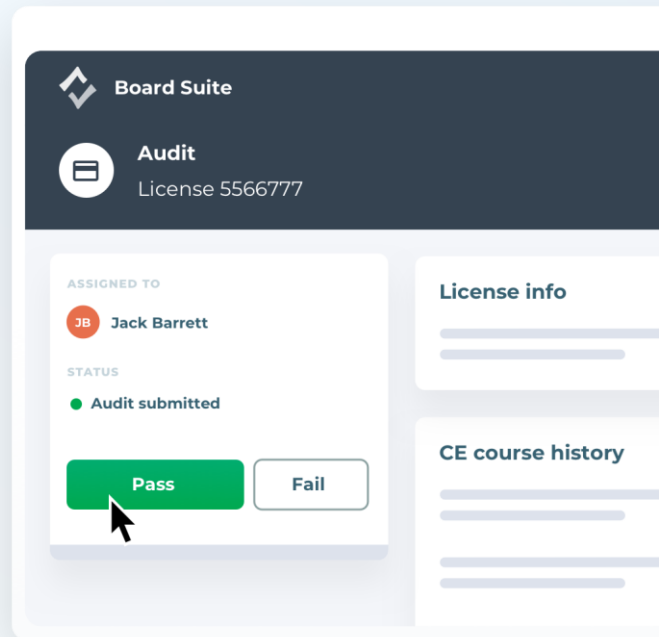 Board Suite
Audit
License 5566777
ASSIGNED TO
JB Jack Barrett
STATUS
Audit submitted
Pass Fail
License info
CE course history